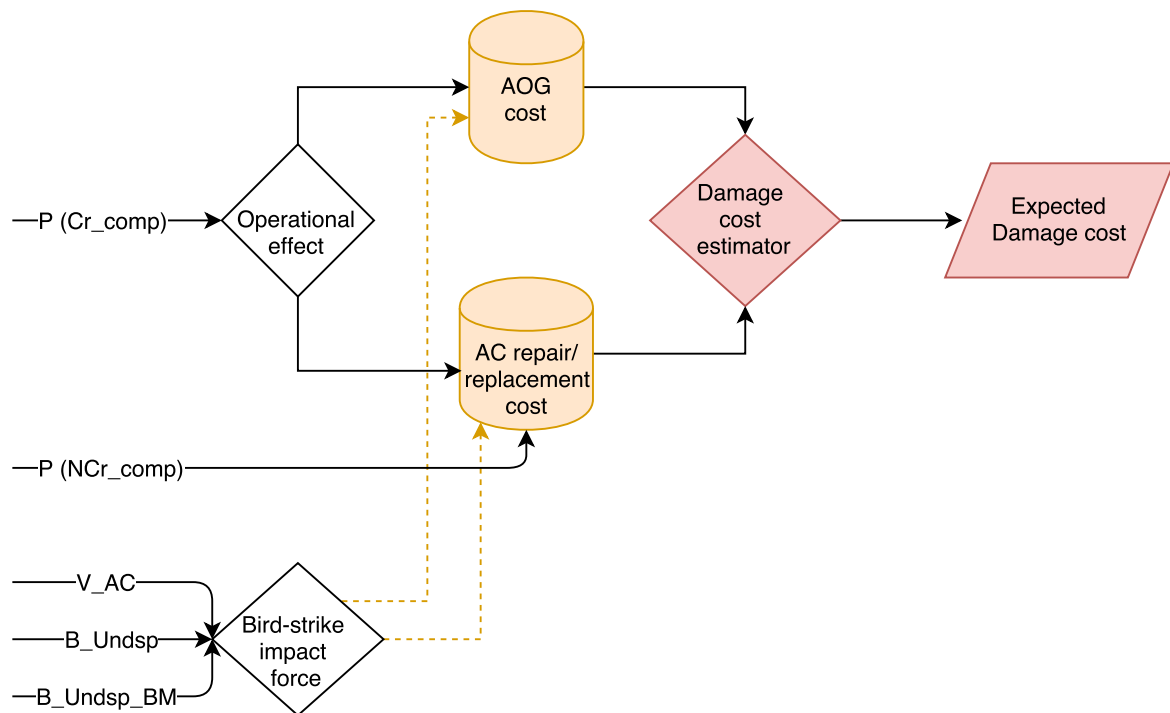 AOG
cost
P (Cr_comp)
Operational
effect
Damage
cost
estimator
Expected
Damage cost
AC repair/
replacement
cost
P (NCr_comp)
V_AC
B_Undsp
B_Undsp_BM
Bird-strike
impact
force